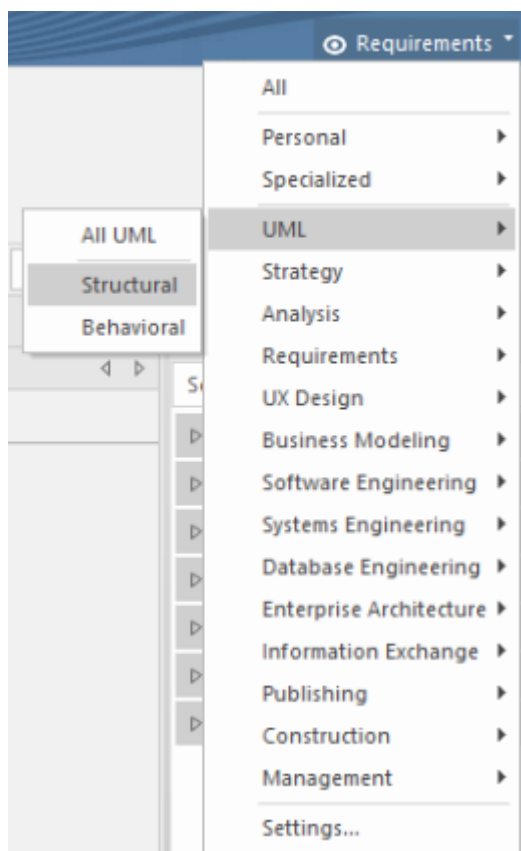 Requirements
All
Personal
Specialized
UML
Strategy
Analysis
Requirements
UX Design
Business Modeling
Software Engineering
Systems Engineering
Database Engineering
Enterprise Architecture
Information Exchange
Publishing
Construction
Management
Settings...
All UML
Structural
Behavioral